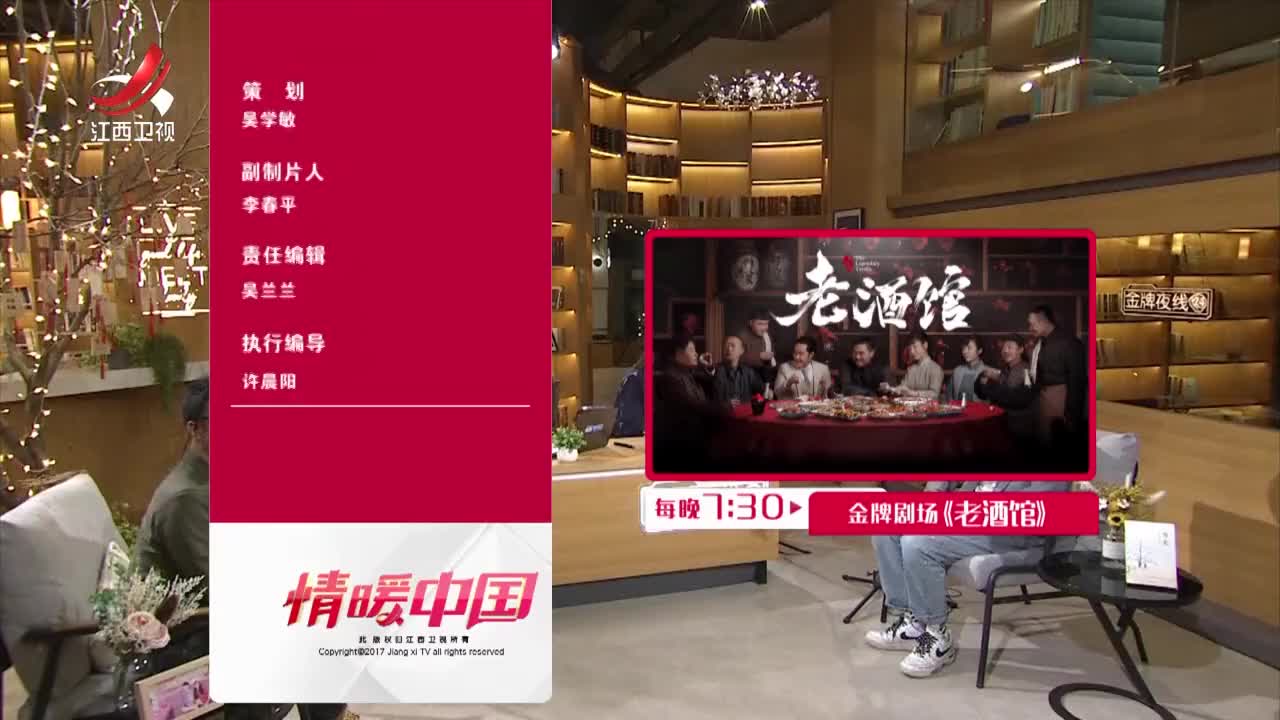 江西卫视
策 划
吴学敏
副制片人
李春平
责任编辑
吴兰兰
执行编导
许晨阳
情暖中国
此版权归江西卫视所有
Copyright©2017 Jiang xi TV all rights reserved
老酒馆
每晚7:30
金牌剧场《老酒馆》
金牌夜线24